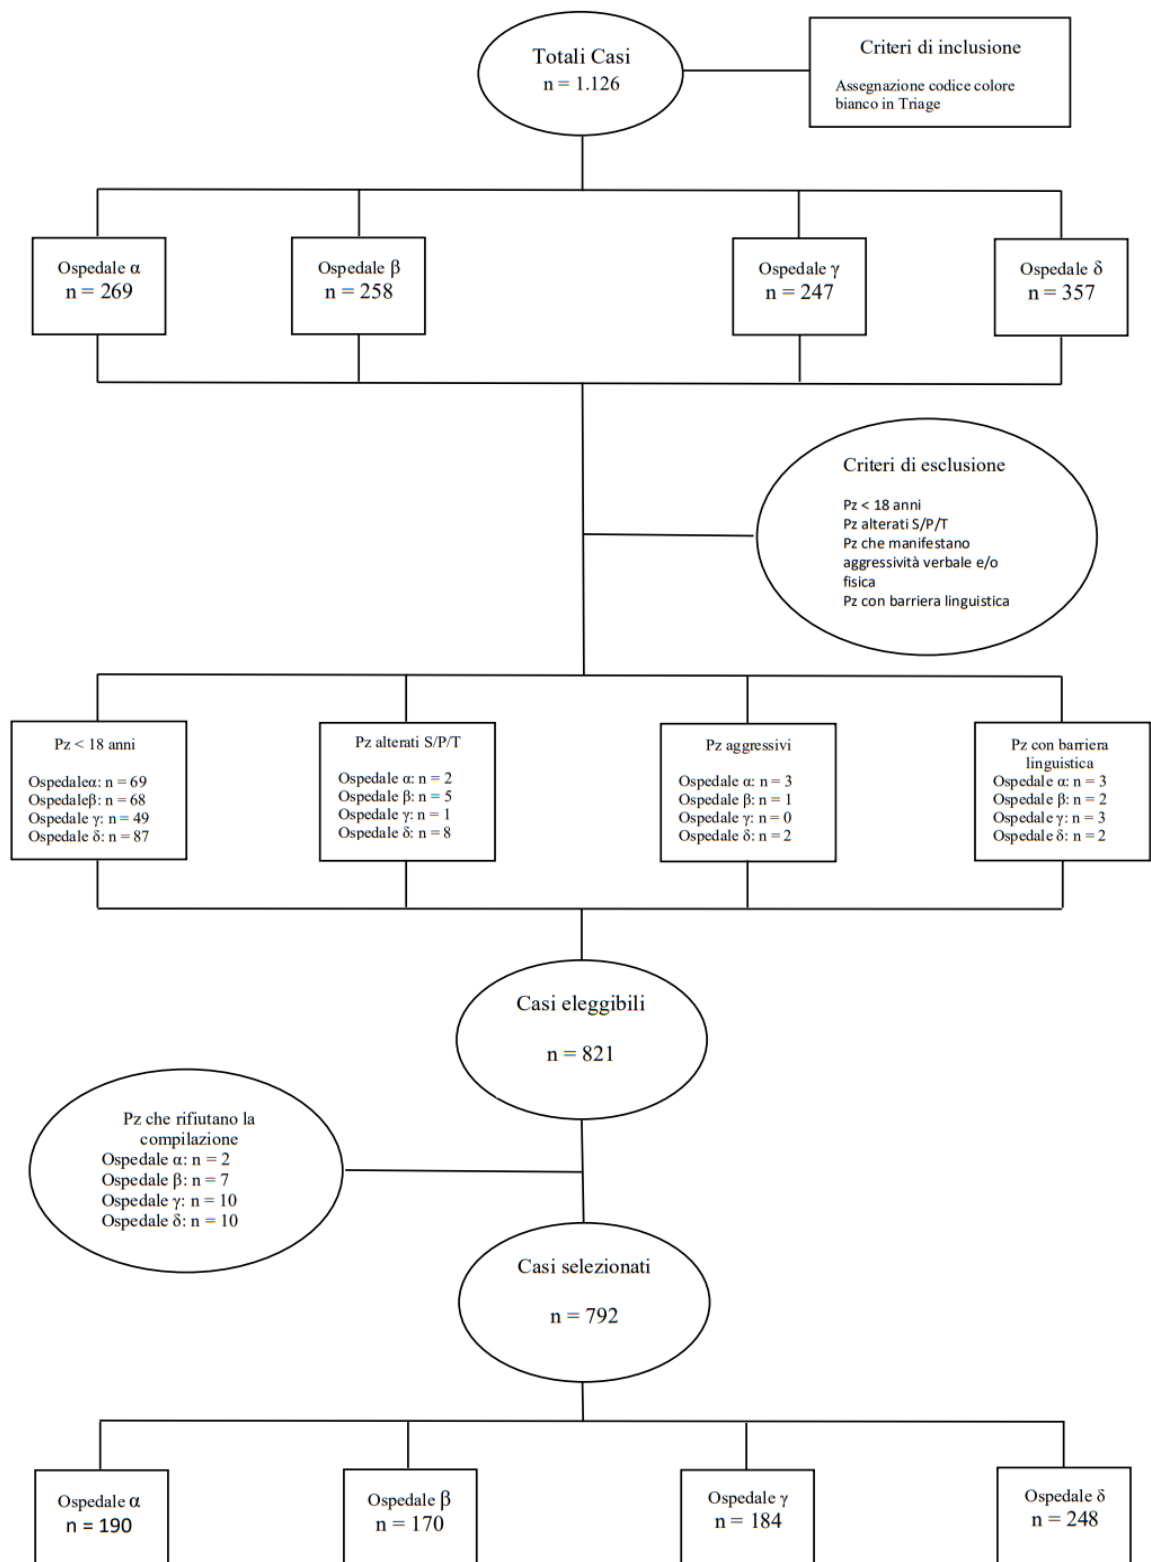 Totali Casi
n = 1.126
Criteri di inclusione
Assegnazione codice colore
bianco in Triage
Ospedale α
n = 269
Ospedale β
n = 258
Ospedale γ
n = 247
Ospedale δ
n = 357
Criteri di esclusione
Pz < 18 anni
Pz alterati S/P/T
Pz che manifestano
aggressività verbale e/o
fisica
Pz con barriera linguistica
Pz < 18 anni
Ospedaleα: n = 69
Ospedaleβ: n = 68
Ospedale γ: n = 49
Ospedale δ: n = 87
Pz alterati S/P/T
Ospedale α: n = 2
Ospedale β: n = 5
Ospedale γ: n = 1
Ospedale δ: n = 8
Pz aggressivi
Ospedale α: n = 3
Ospedale β: n = 1
Ospedale γ: n = 0
Ospedale δ: n = 2
Pz con barriera
linguistica
Ospedale α: n = 3
Ospedale β: n = 2
Ospedale γ: n = 3
Ospedale δ: n = 2
Casi eleggibili
n = 821
Pz che rifiutano la
compilazione
Ospedale α: n = 2
Ospedale β: n = 7
Ospedale γ: n = 10
Ospedale δ: n = 10
Casi selezionati
n = 792
Ospedale α
n = 190
Ospedale β
n = 170
Ospedale γ
n = 184
Ospedale δ
n = 248